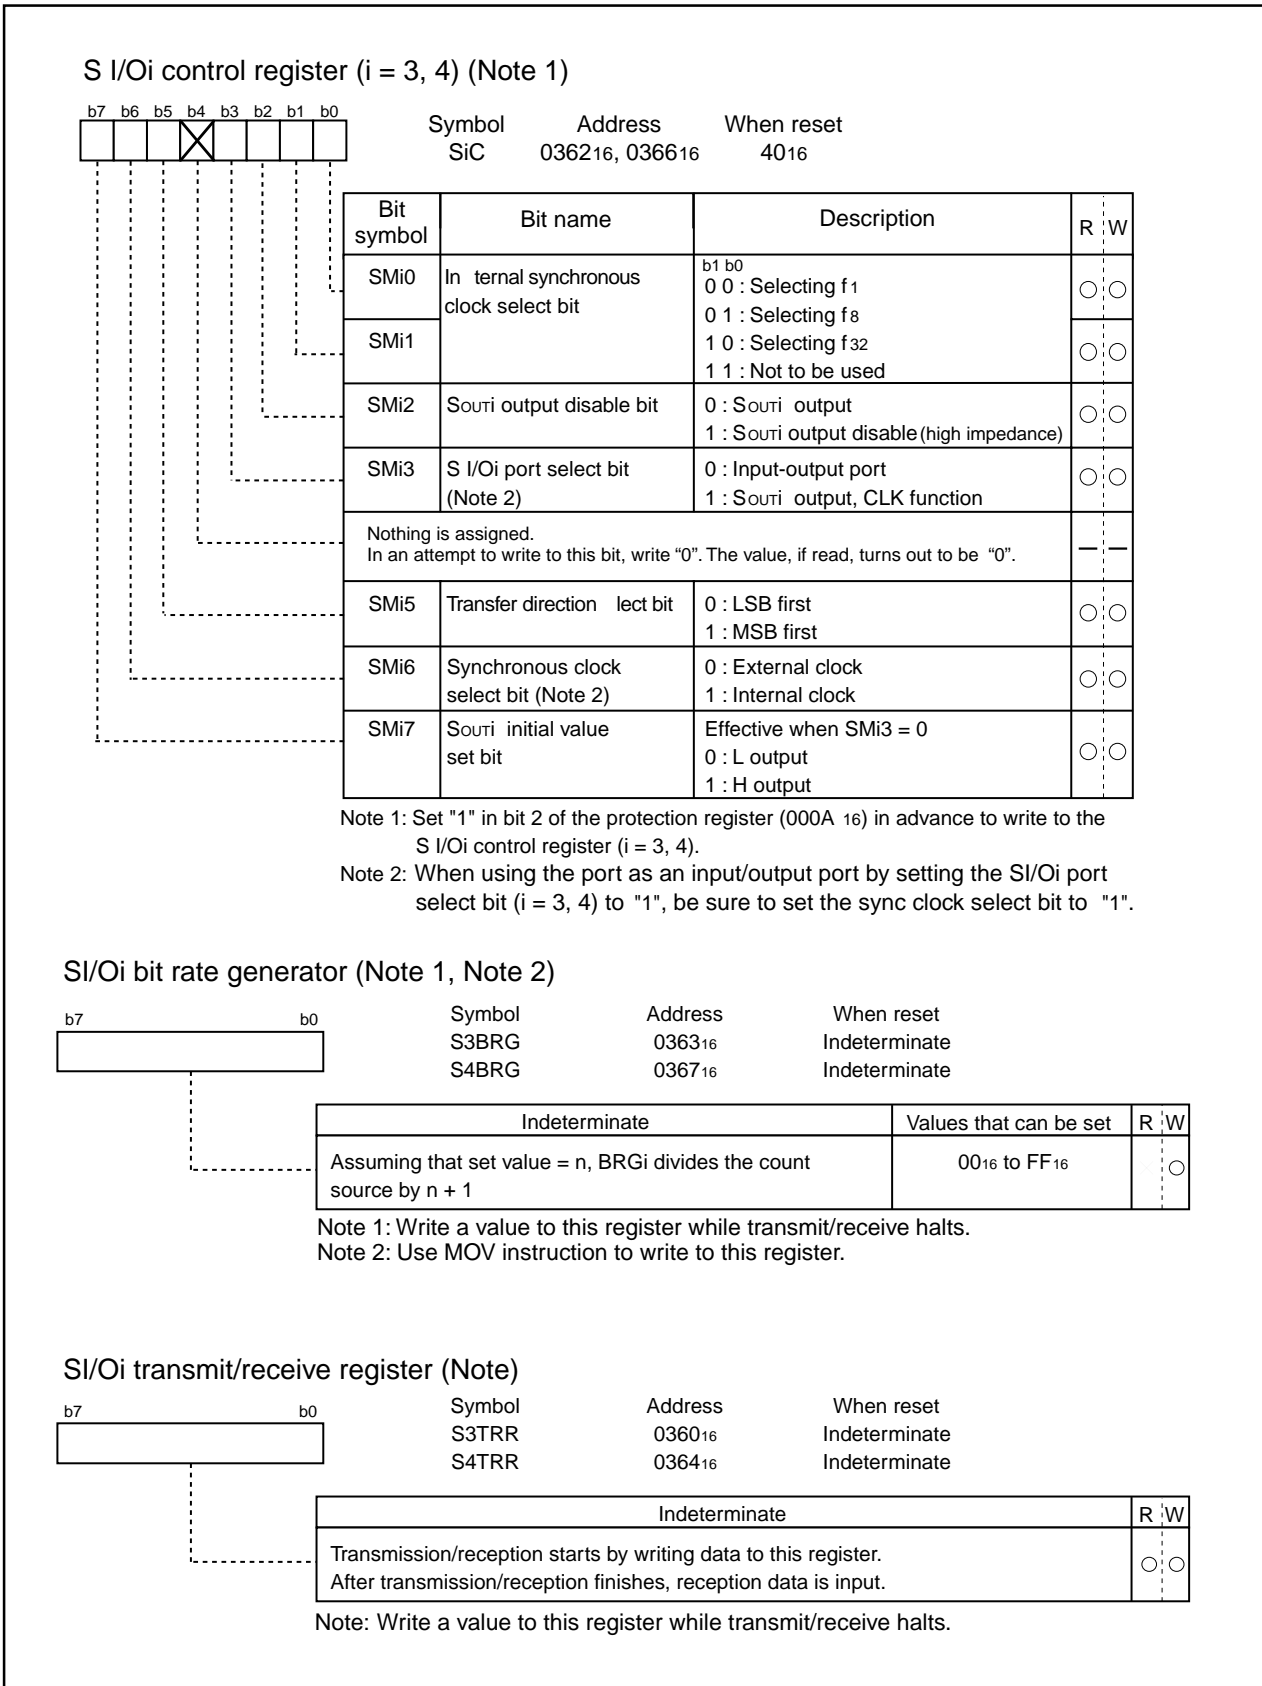 S I/Oi control register (i = 3, 4) (Note 1)
b7 b6 b5 b4 b3 b2 b1 b0
Symbol Address When reset
SiC 036216, 036616 4016
Bit symbol Bit name Description R W
SMi0 In ternal synchronous clock select bit b1 b0
0 0 : Selecting f1
0 1 : Selecting f8
SMi1 1 0 : Selecting f32
1 1 : Not to be used
SMi2 SOUTi output disable bit 0 : SOUTi output
1 : SOUTi output disable(high impedance)
SMi3 S I/Oi port select bit 0 : Input-output port
(Note 2) 1 : SOUTi output, CLK function
Nothing is assigned.
In an attempt to write to this bit, write “0”. The value, if read, turns out to be “0”.
SMi5 Transfer direction lect bit 0 : LSB first
1 : MSB first
SMi6 Synchronous clock 0 : External clock
select bit (Note 2) 1 : Internal clock
SMi7 SOUTi initial value Effective when SMi3 = 0
set bit 0 : L output
1 : H output
Note 1: Set "1" in bit 2 of the protection register (000A 16) in advance to write to the
S I/Oi control register (i = 3, 4).
Note 2: When using the port as an input/output port by setting the SI/Oi port
select bit (i = 3, 4) to "1", be sure to set the sync clock select bit to "1".
SI/Oi bit rate generator (Note 1, Note 2)
b7 b0
Symbol Address When reset
S3BRG 036316 Indeterminate
S4BRG 036716 Indeterminate
Indeterminate Values that can be set R W
Assuming that set value = n, BRGi divides the count 0016 to FF16
source by n + 1
Note 1: Write a value to this register while transmit/receive halts.
Note 2: Use MOV instruction to write to this register.
SI/Oi transmit/receive register (Note)
b7 b0
Symbol Address When reset
S3TRR 036016 Indeterminate
S4TRR 036416 Indeterminate
Indeterminate R W
Transmission/reception starts by writing data to this register.
After transmission/reception finishes, reception data is input.
Note: Write a value to this register while transmit/receive halts.